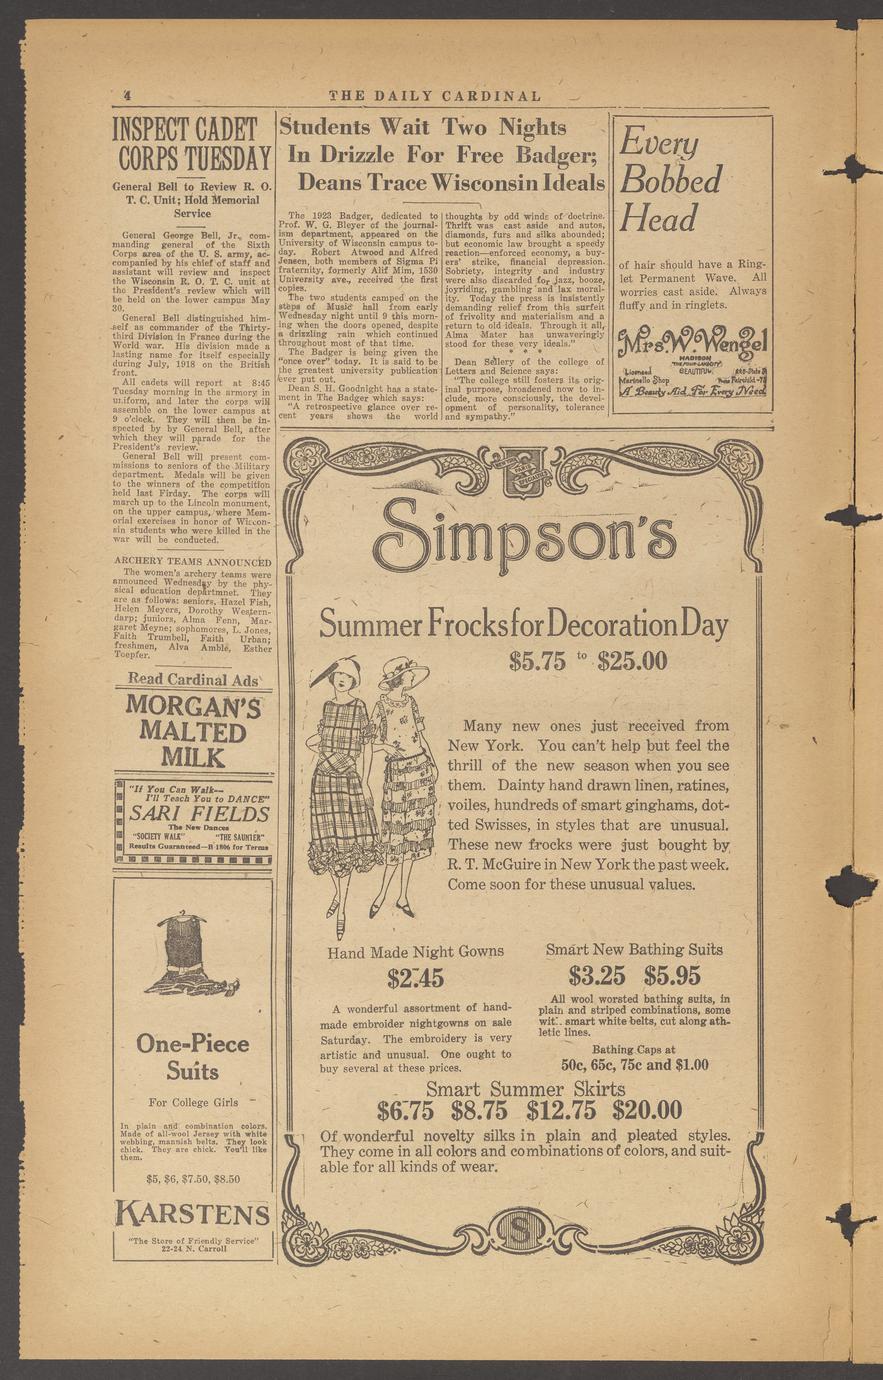 4
THE DAILY CARDINAL
INSPECT CADET
CORPS TUESDAY
General Bell to Review R. O.
T. C. Unit; Hold Memorial
Service
General George Bell, Jr., com-
manding general of the Sixth
Corps area of the U. S. army, ac-
companied by his chief of staff and
assistant will review and inspect
the Wisconsin R. O. T. C. unit at
the President's review which will
be held on the lower campus May
30.
General Bell distinguished him-
self as commander of the Thirty-
third Division in France during the
World war. His division made a
lasting name for itself especially
during July, 1918 on the British
front.
All cadets will report at 8:45
Tuesday morning in the armory in
uniform, and later the corps will
assemble on the lower campus at
9 o'clock. They will then be in-
spected by by General Bell, after
which they will parade for the
President's review.
General Bell will present com-
missions to seniors of the Military
department. Medals will be given
to the winners of the competition
held last Firday. The corps will
march up to the Lincoln monument,
on the upper campus, where Mem-
orial exercises in honor of Wiscon-
sin students who were killed in the
war will be conducted.
ARCHERY TEAMS ANNOUNCED
The women's archery teams were
announced Wednesday by the phy-
sical education departmnet. They
are as follows: seniors, Hazel Fish,
Helen Meyers, Dorothy Western-
darp; juniors, Alma Fenn, Mar-
garet Meyne; sophomores, L. Jones,
Faith Trumbell, Faith Urban;
freshmen, Alva Amble, Esther
Toepfer.
Read Cardinal Ads
MORGAN'S
MALTED
MILK
"If You Can Walk—
I'll Teach You to DANCE"
SARI FIELDS
The New Dances
"SOCIETY WALK" "THE SAUNTER"
Results Guaranteed—B 1806 for Terms
One-Piece
Suits
For College Girls
In plain and combination colors.
Made of all-wool Jersey with white
webbing, mannish belts. They look
chick. They are chick. You'll like
them.
$5, $6, $7.50, $8.50
KARSTENS
"The Store of Friendly Service"
22-24 N. Carroll
Students Wait Two Nights
In Drizzle For Free Badger;
Deans Trace Wisconsin Ideals
The 1923 Badger, dedicated to
Prof. W. G. Bleyer of the journal-
ism department, appeared on the
University of Wisconsin campus to-
day. Robert Atwood and Alfred
Jensen, both members of Sigma Pi
fraternity, formerly Alif Mim, 1530
University ave., received the first
copies.
The two students camped on the
steps of Music hall from early
Wednesday night until 9 this morn-
ing when the doors opened, despite
a drizzling rain which continued
throughout most of that time.
The Badger is being given the
"once over" today. It is said to be
the greatest university publication
ever put out.
Dean S. H. Goodnight has a state-
ment in The Badger which says:
"A retrospective glance over re-
cent years shows the world
thoughts by odd winds of doctrine.
Thrift was cast aside and autos,
diamonds, furs and silks abounded;
but economic law brought a speedy
reaction—enforced economy, a buy-
ers' strike, financial depression.
Sobriety, integrity and industry
were also discarded for jazz, booze,
joyriding, gambling and lax moral-
ity. Today the press is insistently
demanding relief from this surfeit
of frivolity and materialism and a
return to old ideals. Through it all,
Alma Mater has unwaveringly
stood for these very ideals."
* * *
Dean Sellery of the college of
Letters and Science says:
"The college still fosters its orig-
inal purpose, broadened now to in-
clude, more consciously, the devel-
opment of personality, tolerance
and sympathy."
Every
Bobbed
Head
of hair should have a Ring-
let Permanent Wave. All
worries cast aside. Always
fluffy and in ringlets.
Mrs. W. Wengel
MADISON
BEAUTIFUL
Licensed
Marinello Shop
A Beauty Aid For Every Need
Simpson's
Summer Frocks for Decoration Day
$5.75 to $25.00
Many new ones just received from
New York. You can't help but feel the
thrill of the new season when you see
them. Dainty hand drawn linen, ratines,
voiles, hundreds of smart ginghams, dot-
ted Swisses, in styles that are unusual.
These new frocks were just bought by
R. T. McGuire in New York the past week.
Come soon for these unusual values.
Hand Made Night Gowns
$2.45
A wonderful assortment of hand-
made embroider nightgowns on sale
Saturday. The embroidery is very
artistic and unusual. One ought to
buy several at these prices.
Smart New Bathing Suits
$3.25 $5.95
All wool worsted bathing suits, in
plain and striped combinations, some
wit. smart white belts, cut along ath-
letic lines.
Bathing Caps at
50c, 65c, 75c and $1.00
Smart Summer Skirts
$6.75 $8.75 $12.75 $20.00
Of wonderful novelty silks in plain and pleated styles.
They come in all colors and combinations of colors, and suit-
able for all kinds of wear.
S